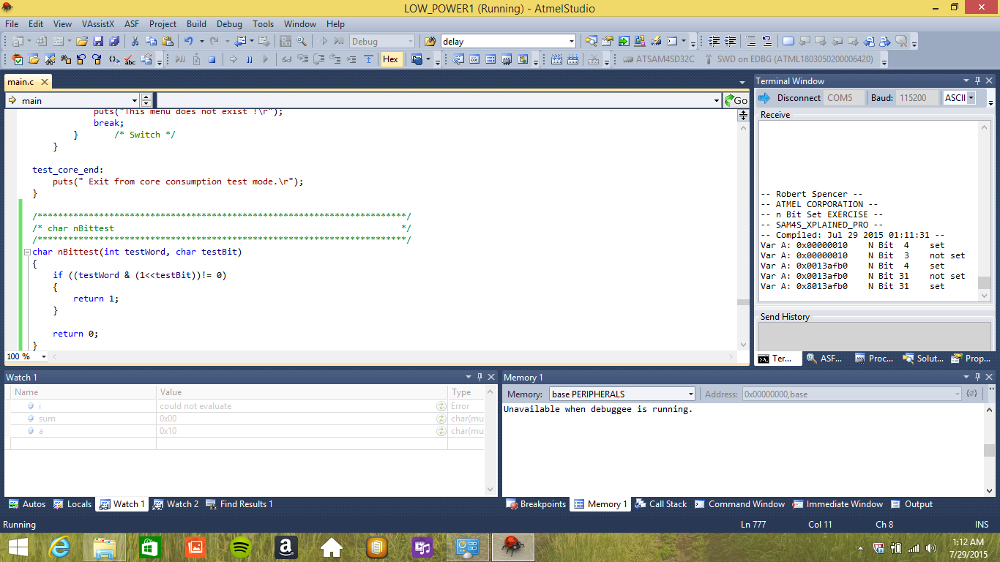 LOW_POWER1 (Running) - AtmelStudio
File Edit View VAssistX ASF Project Build Debug Tools Window Help
Debug delay
Hex ATSAM4SD32C SWD on EDBG (ATML1803050200006420)
main.c
main Go
puts("This menu does not exist !\r");
break;
} /* Switch */
}
test_core_end:
puts(" Exit from core consumption test mode.\r");
}
/************************************************************************/
/* char nBittest */
/************************************************************************/
char nBittest(int testWord, char testBit)
{
if ((testWord & (1<<testBit))!= 0)
{
return 1;
}
return 0;
}
100 %
Terminal Window
Disconnect COM5 Baud: 115200 ASCII
Receive
-- Robert Spencer --
-- ATMEL CORPORATION --
-- n Bit Set EXERCISE --
-- SAM4S_XPLAINED_PRO --
-- Compiled: Jul 29 2015 01:11:31 --
Var A: 0x00000010 N Bit 4 set
Var A: 0x00000010 N Bit 3 not set
Var A: 0x0013afb0 N Bit 4 set
Var A: 0x0013afb0 N Bit 31 not set
Var A: 0x8013afb0 N Bit 31 set
Send History
Ter... ASF... Proc... Solut... Prop...
Watch 1
Name Value Type
i could not evaluate Error
sum 0x00 char(mu
a 0x10 char(mu
Autos Locals Watch 1 Watch 2 Find Results 1
Memory 1
Memory: base PERIPHERALS Address: 0x00000000,base
Unavailable when debuggee is running.
Breakpoints Memory 1 Call Stack Command Window Immediate Window Output
Running Ln 777 Col 11 Ch 8 INS
1:12 AM
7/29/2015